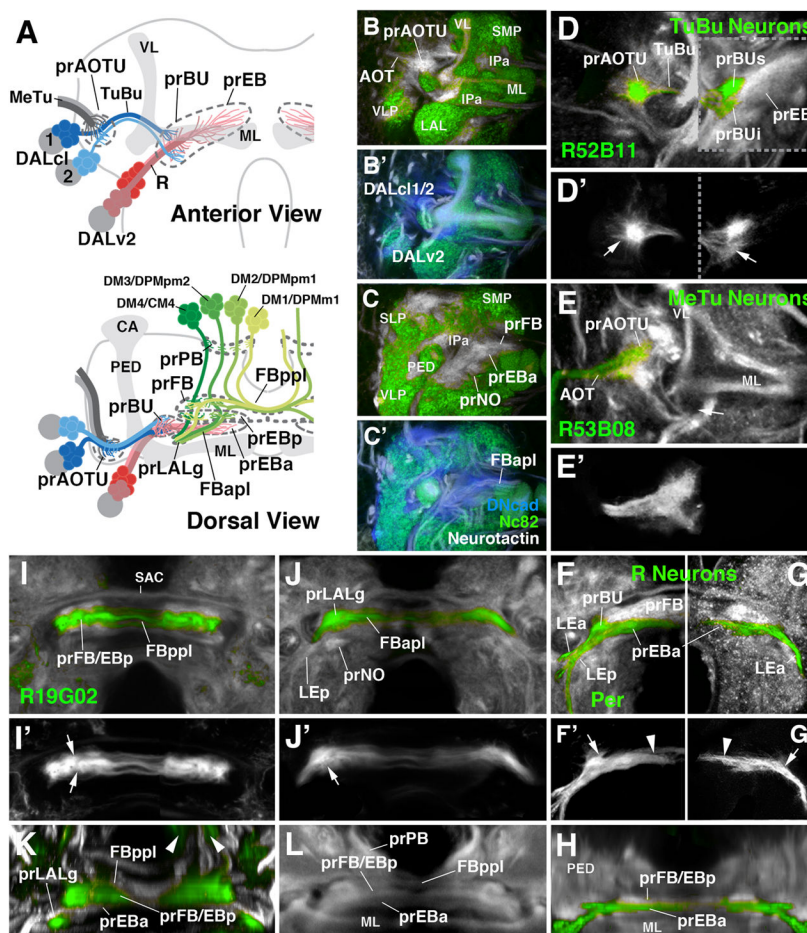 A
VL
prAOTU
TuBu
MeTu
prBU
prEB
1
DALcl
2
R
ML
DALv2
Anterior View
DM3/DPMpm2
DM2/DPMpm1
DM4/CM4
DM1/DPMm1
CA
prPB
PED
prFB
FBppl
prBU
prEBp
ML
prEBa
prAOTU
prLALg
FBapl
Dorsal View
B
prAOTU
VL
SMP
AOT
IPa
ML
VLP
LAL
IPa
B'
DALcl1/2
DALv2
C
SLP
SMP
IPa
prFB
PED
prEBa
VLP
prNO
C'
FBapl
DNcad
Nc82
Neurotactin
D
TuBu Neurons
prAOTU
TuBu
prBUs
prEB
prBUi
R52B11
D'
E
MeTu Neurons
prAOTU
VL
AOT
ML
R53B08
E'
I
SAC
prFB/EBp
FBppl
R19G02
J
prLALg
FBapl
prNO
LEp
F
R Neurons
G
prBU
prFB
LEa
prEBa
LEp
LEa
Per
I'
J'
F'
G
K
FBppl
prLALg
prEBa
prFB/EBp
L
prPB
prFB/EBp
FBppl
prEBa
ML
H
PED
prFB/EBp
prEBa
ML